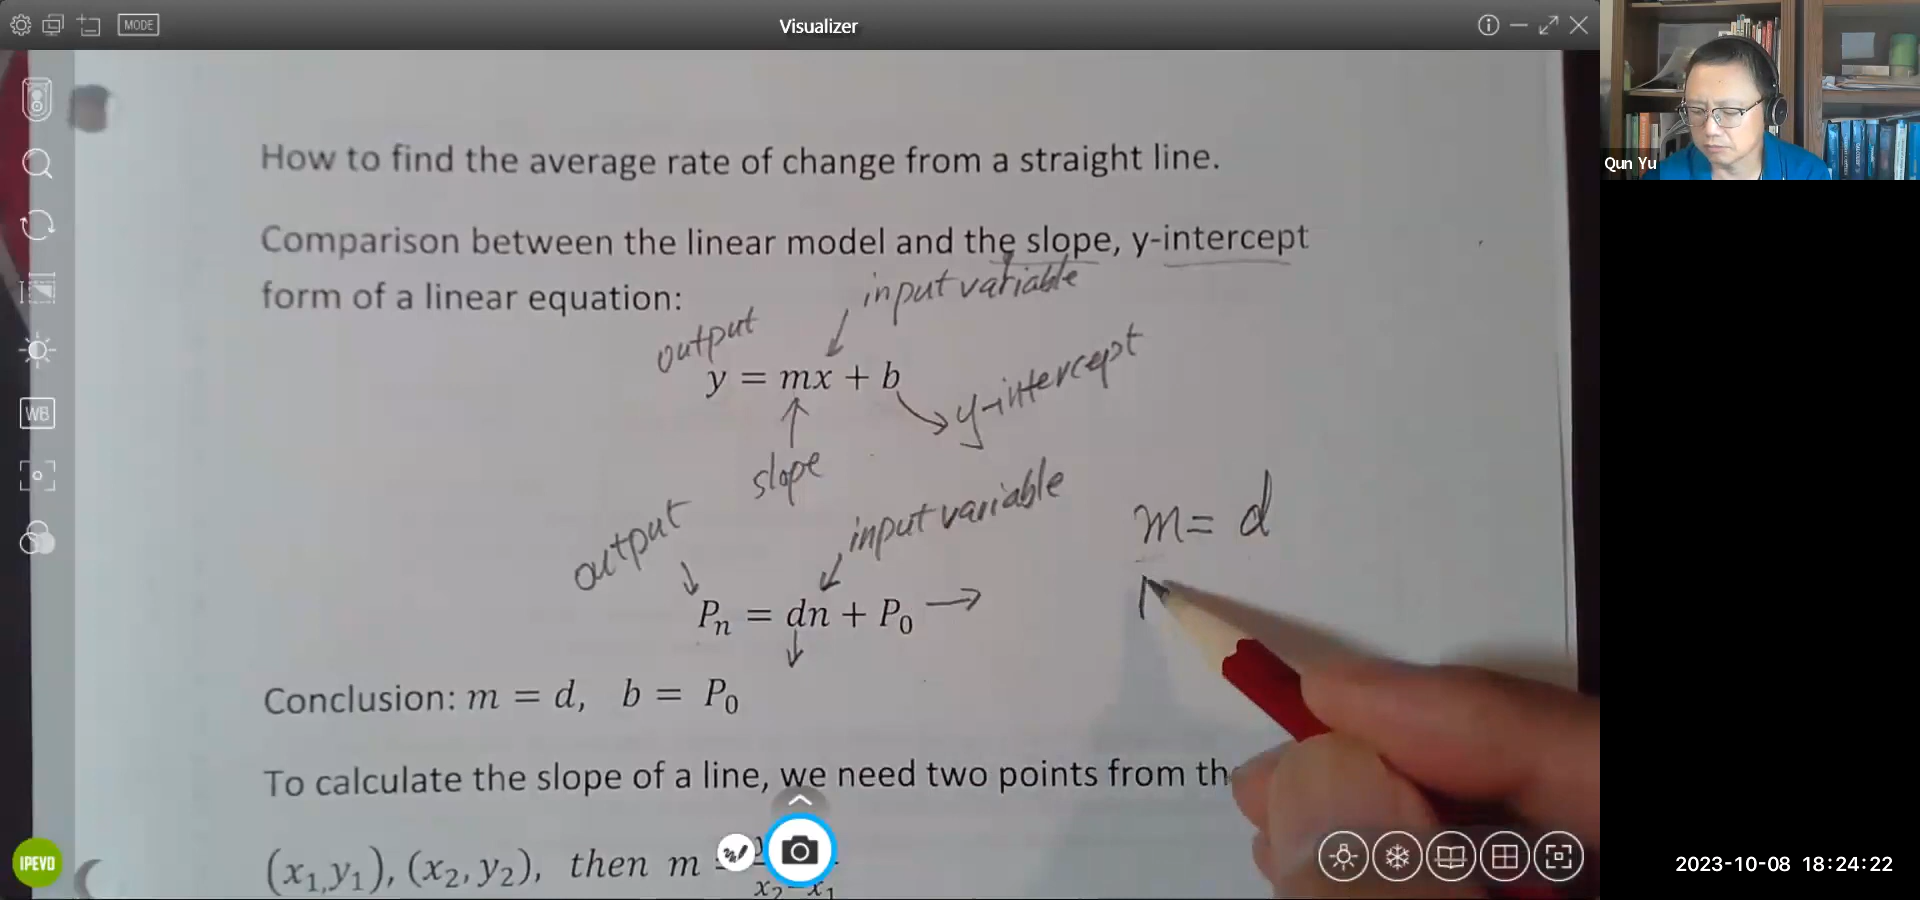 MODE
Visualizer
How to find the average rate of change from a straight line.
Qun Yu
Comparison between the linear model and the slope, y-intercept
form of a linear equation:
input variable
output
y = mx + b
y-intercept
slope
output
input variable
m = d
Pₙ = dn + P₀
Conclusion: m = d, b = P₀
To calculate the slope of a line, we need two points from
(x₁,y₁), (x₂, y₂), then m
x₂ x₁
WB
IPEVO
2023-10-08 18:24:22